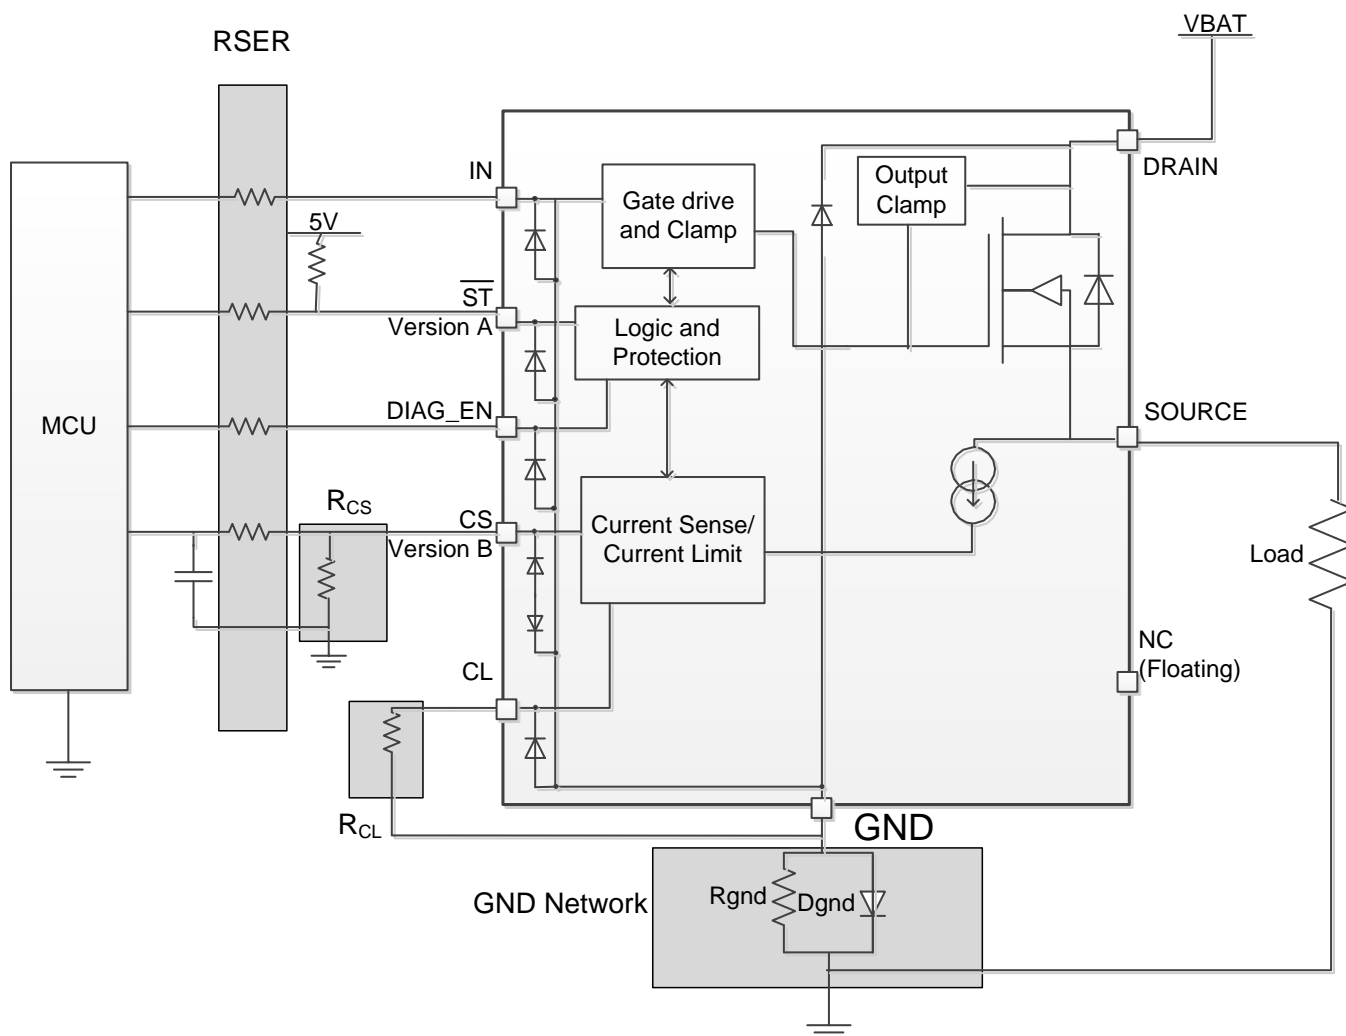 VBAT
RSER
IN
DRAIN
Gate drive
and Clamp
Output
Clamp
5V
ST
Version A
Logic and
Protection
MCU
DIAG_EN
SOURCE
RCS
CS
Version B
Current Sense/
Current Limit
Load
NC
(Floating)
CL
RCL
GND
GND Network
Rgnd
Dgnd